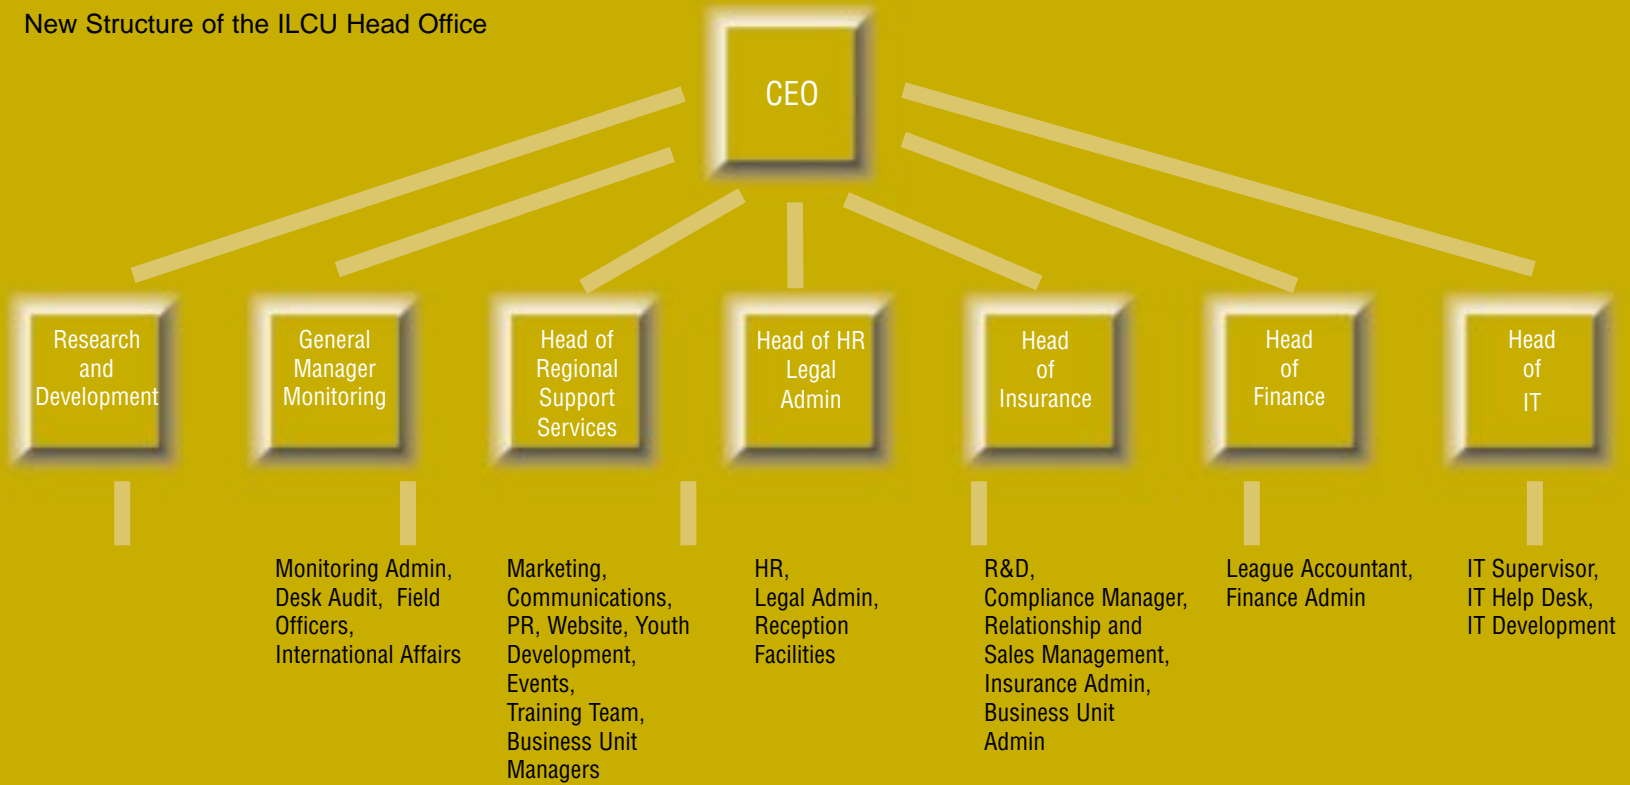 New Structure of the ILCU Head Office
CEO
Research
and
Development
General
Manager
Monitoring
Head of
Regional
Support
Services
Head of HR
Legal
Admin
Head
of
Insurance
Head
of
Finance
Head
of
IT
Monitoring Admin,
Desk Audit, Field
Officers,
International Affairs
Marketing,
Communications,
PR, Website, Youth
Development,
Events,
Training Team,
Business Unit
Managers
HR,
Legal Admin,
Reception
Facilities
R&D,
Compliance Manager,
Relationship and
Sales Management,
Insurance Admin,
Business Unit
Admin
League Accountant,
Finance Admin
IT Supervisor,
IT Help Desk,
IT Development